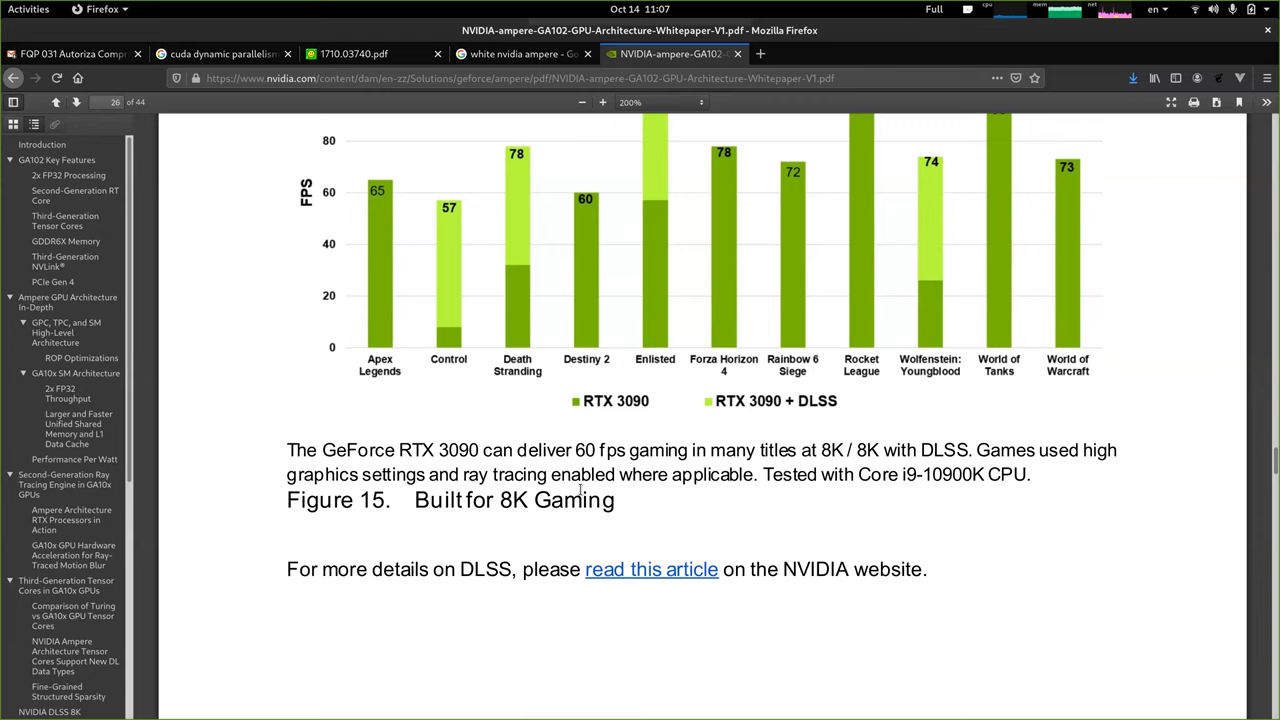 Activities
Firefox
Oct 14 11:07
Full
cpu
mem
net
en
NVIDIA-ampere-GA102-GPU-Architecture-Whitepaper-V1.pdf - Mozilla Firefox
FQP 031 Autoriza Compr
cuda dynamic parallelism
1710.03740.pdf
white nvidia ampere - Go
NVIDIA-ampere-GA102-G
https://www.nvidia.com/content/dam/en-zz/Solutions/geforce/ampere/pdf/NVIDIA-ampere-GA102-GPU-Architecture-Whitepaper-V1.pdf
26 of 44
200%
Introduction
GA102 Key Features
2x FP32 Processing
Second-Generation RT
Core
Third-Generation
Tensor Cores
GDDR6X Memory
Third-Generation
NVLink®
PCIe Gen 4
Ampere GPU Architecture
In-Depth
GPC, TPC, and SM
High-Level
Architecture
ROP Optimizations
GA10x SM Architecture
2x FP32
Throughput
Larger and Faster
Unified Shared
Memory and L1
Data Cache
Performance Per Watt
Second-Generation Ray
Tracing Engine in GA10x
GPUs
Ampere Architecture
RTX Processors in
Action
GA10x GPU Hardware
Acceleration for Ray-
Traced Motion Blur
Third-Generation Tensor
Cores in GA10x GPUs
Comparison of Turing
vs GA10x GPU Tensor
Cores
NVIDIA Ampere
Architecture Tensor
Cores Support New DL
Data Types
Fine-Grained
Structured Sparsity
NVIDIA DLSS 8K
FPS
80
60
40
20
0
65
57
78
60
78
72
74
73
Apex
Legends
Control
Death
Stranding
Destiny 2
Enlisted
Forza Horizon
4
Rainbow 6
Siege
Rocket
League
Wolfenstein:
Youngblood
World of
Tanks
World of
Warcraft
RTX 3090
RTX 3090 + DLSS
The GeForce RTX 3090 can deliver 60 fps gaming in many titles at 8K / 8K with DLSS. Games used high
graphics settings and ray tracing enabled where applicable. Tested with Core i9-10900K CPU.
Figure 15. Built for 8K Gaming
For more details on DLSS, please read this article on the NVIDIA website.